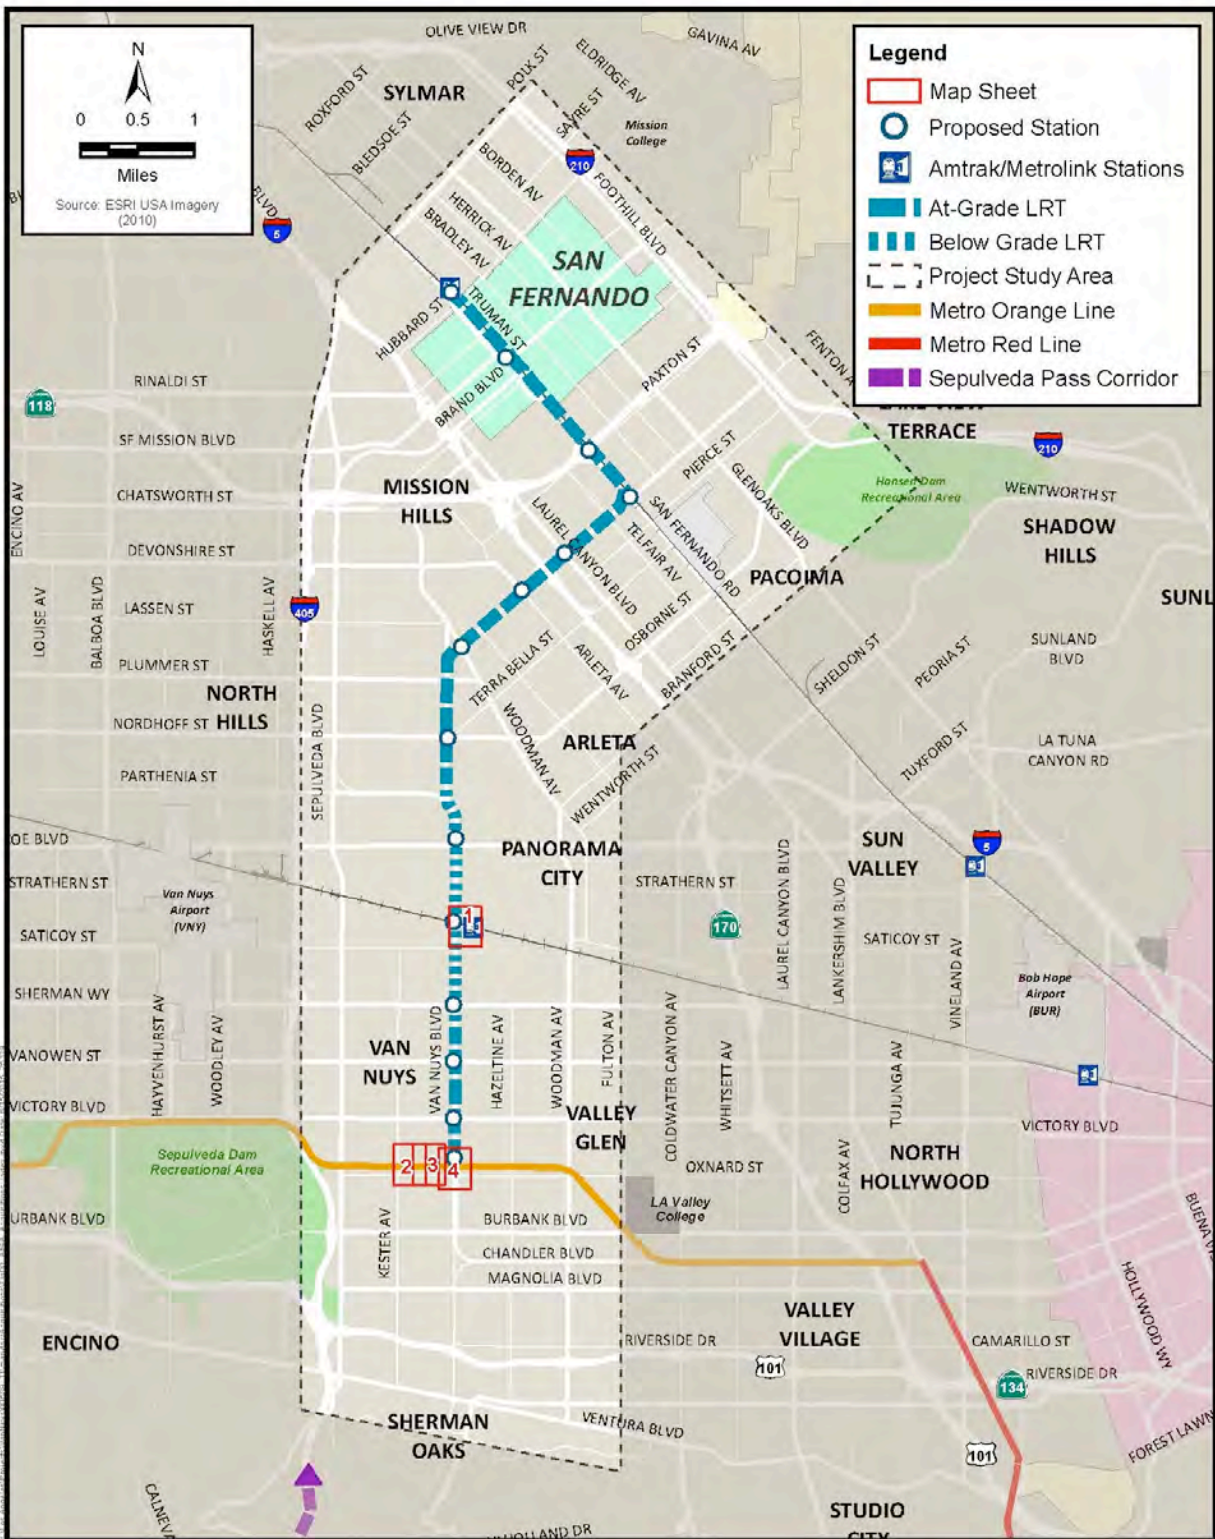 N
0 0.5 1
Miles
Source: ESRI USA Imagery
(2010)
Legend
Map Sheet
Proposed Station
Amtrak/Metrolink Stations
At-Grade LRT
Below Grade LRT
Project Study Area
Metro Orange Line
Metro Red Line
Sepulveda Pass Corridor
OLIVE VIEW DR
GAVINA AV
POLK ST
ELDRIDGE AV
ROXFORD ST
SYLMAR
SAYRE ST
Mission
College
BLEDSOE ST
BORDEN AV
210
FOOTHILL BLVD
BLVD
5
HERRICK AV
BRADLEY AV
SAN
FERNANDO
TRUMAN ST
HUBBARD ST
FENTON A
PAXTON ST
RINALDI ST
BRAND BLVD
118
TERRACE
SF MISSION BLVD
210
PIERCE ST
GLENOAKS BLVD
Hansen Dam
Recreational Area
WENTWORTH ST
ENCINO AV
CHATSWORTH ST
MISSION
HILLS
LAUREL CANYON BLVD
SAN FERNANDO RD
TELFAIR AV
SHADOW
HILLS
DEVONSHIRE ST
PACOIMA
LOUISE AV
BALBOA BLVD
LASSEN ST
HASKELL AV
405
OSBORNE ST
SUNL
SUNLAND
BLVD
PLUMMER ST
TERRA BELLA ST
ARLETA AV
BRANFORD ST
SHELDON ST
PEORIA ST
NORTH
HILLS
NORDHOFF ST
SEPULVEDA BLVD
WOODMAN AV
ARLETA
WENTWORTH ST
TUXFORD ST
LA TUNA
CANYON RD
PARTHENIA ST
OE BLVD
PANORAMA
CITY
SUN
VALLEY
5
STRATHERN ST
STRATHERN ST
LAUREL CANYON BLVD
LANKERSHIM BLVD
Van Nuys
Airport
(VNY)
1
170
SATICOY ST
SATICOY ST
VINELAND AV
Bob Hope
Airport
(BUR)
SHERMAN WY
HAYVENHURST AV
WOODLEY AV
VAN NUYS BLVD
HAZELTINE AV
WOODMAN AV
FULTON AV
COLDWATER CANYON AV
WHITSETT AV
TUJUNGA AV
VANOWEN ST
VAN
NUYS
VICTORY BLVD
VALLEY
GLEN
VICTORY BLVD
Sepulveda Dam
Recreational Area
2 3 4
OXNARD ST
COLFAX AV
NORTH
HOLLYWOOD
LA Valley
College
URBANK BLVD
KESTER AV
BURBANK BLVD
CHANDLER BLVD
MAGNOLIA BLVD
HOLLYWOOD WY
ENCINO
VALLEY
VILLAGE
RIVERSIDE DR
CAMARILLO ST
101
134
RIVERSIDE DR
SHERMAN
OAKS
VENTURA BLVD
101
FOREST LAWN
STUDIO